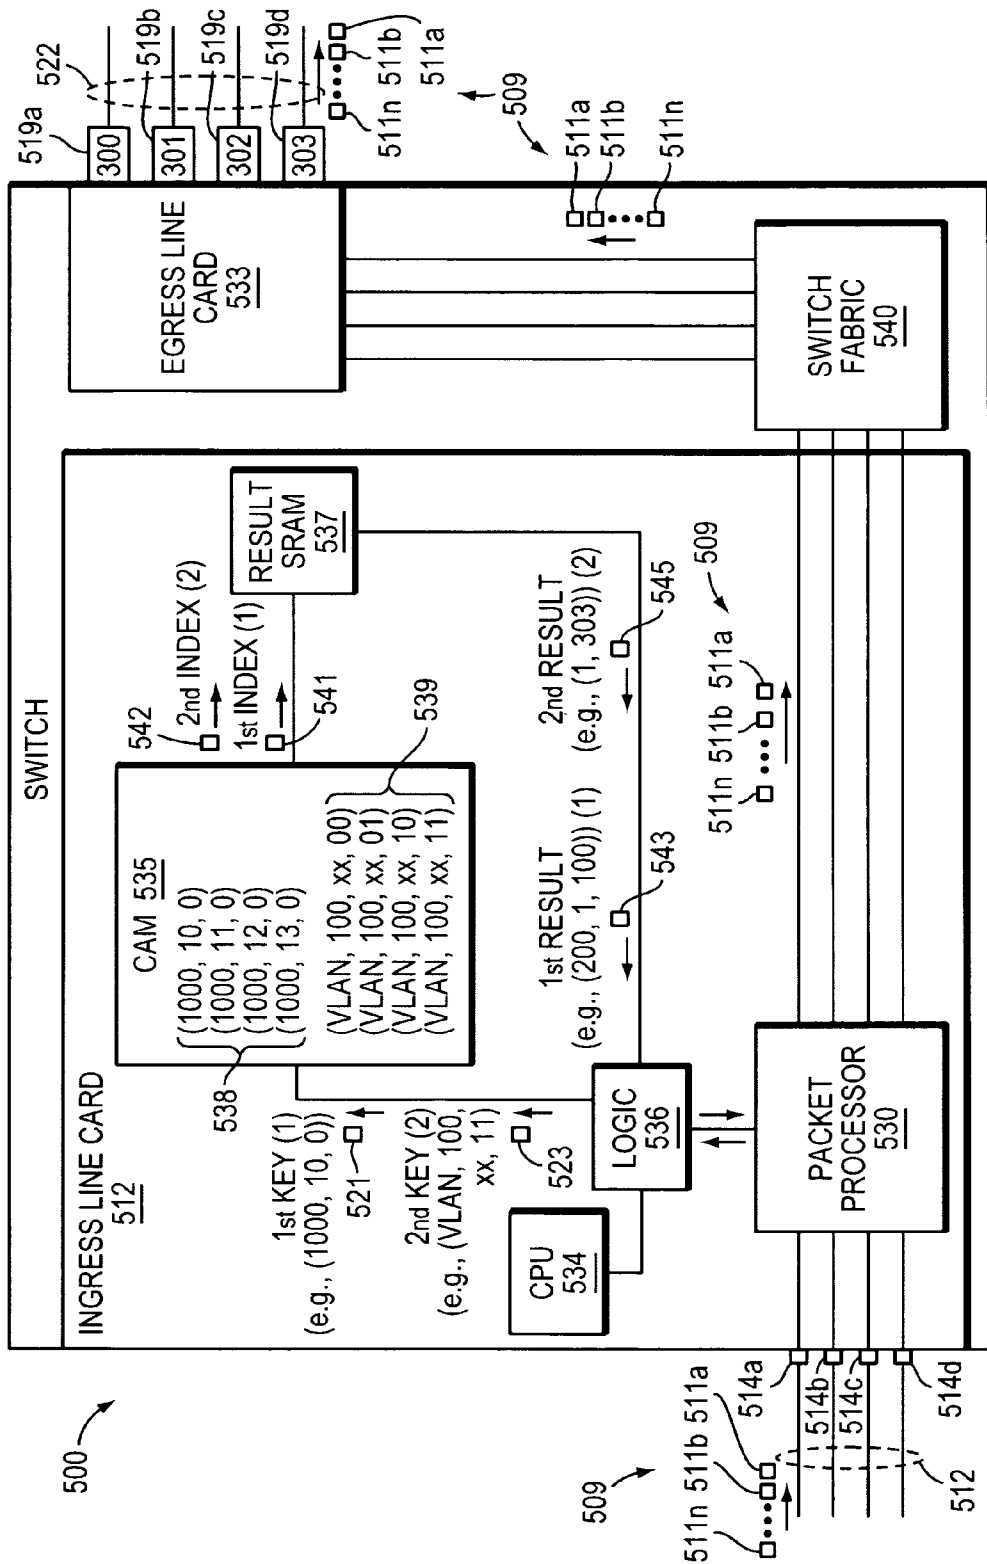 500
SWITCH
INGRESS LINE CARD
512
CAM 535
(1000, 10, 0)
(1000, 11, 0)
(1000, 12, 0)
(1000, 13, 0)
538
(VLAN, 100, xx, 00)
(VLAN, 100, xx, 01)
(VLAN, 100, xx, 10)
(VLAN, 100, xx, 11)
539
542
2nd INDEX (2)
1st INDEX (1)
541
RESULT
SRAM
537
1st KEY (1)
(e.g., (1000, 10, 0))
521
2nd KEY (2)
(e.g., (VLAN, 100,
xx, 11)
523
CPU
534
LOGIC
536
1st RESULT
(e.g., (200, 1, 100)) (1)
543
2nd RESULT
(e.g., (1, 303)) (2)
545
PACKET
PROCESSOR
530
509
511n 511b 511a
514a
514b
514c
514d
512
511n 511b 511a
509
SWITCH
FABRIC
540
EGRESS LINE
CARD
533
511a
511b
511n
509
519a
300
301
302
303
522
519b
519c
519d
511n
511b
511a